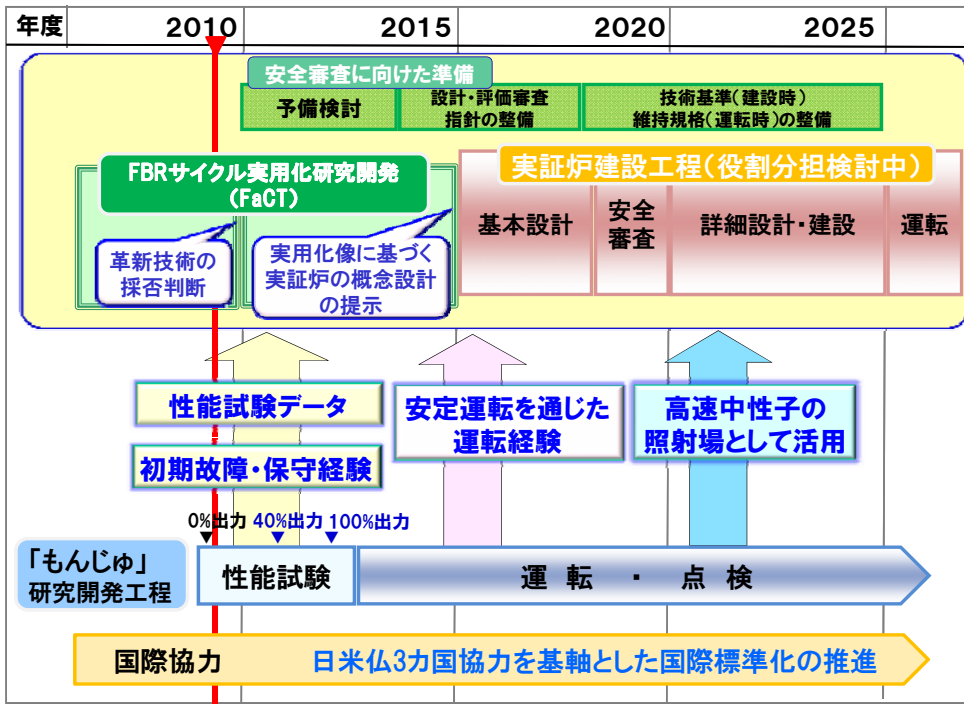 年度 2010 2015 2020 2025
安全審査に向けた準備
予備検討
設計・評価審査
指針の整備
技術基準(建設時)
維持規格(運転時)の整備
FBRサイクル実用化研究開発
(FaCT)
実証炉建設工程(役割分担検討中)
基本設計
安全
審査
詳細設計・建設
運転
革新技術の
採否判断
実用化像に基づく
実証炉の概念設計
の提示
性能試験データ
安定運転を通じた
運転経験
高速中性子の
照射場として活用
初期故障・保守経験
0%出力 40%出力 100%出力
「もんじゅ」
研究開発工程
性能試験
運転・点検
国際協力 日米仏3カ国協力を基軸とした国際標準化の推進